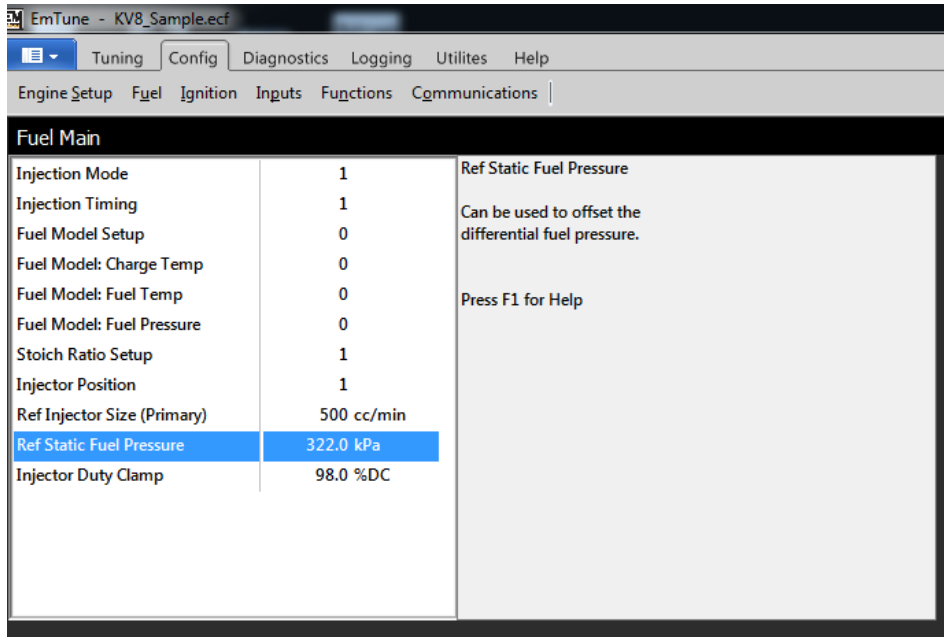 EM EmTune - KV8_Sample.ecf
Tuning Config Diagnostics Logging Utilites Help
Engine Setup Fuel Ignition Inputs Functions Communications
Fuel Main
Injection Mode 1
Injection Timing 1
Fuel Model Setup 0
Fuel Model: Charge Temp 0
Fuel Model: Fuel Temp 0
Fuel Model: Fuel Pressure 0
Stoich Ratio Setup 1
Injector Position 1
Ref Injector Size (Primary) 500 cc/min
Ref Static Fuel Pressure 322.0 kPa
Injector Duty Clamp 98.0 %DC
Ref Static Fuel Pressure
Can be used to offset the
differential fuel pressure.
Press F1 for Help